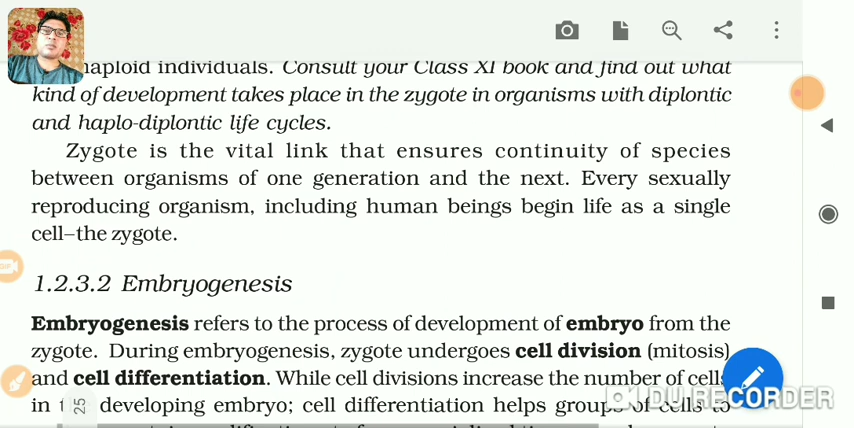 haploid individuals. Consult your Class XI book and find out what
kind of development takes place in the zygote in organisms with diplontic
and haplo-diplontic life cycles.
Zygote is the vital link that ensures continuity of species
between organisms of one generation and the next. Every sexually
reproducing organism, including human beings begin life as a single
cell–the zygote.
GIF
1.2.3.2 Embryogenesis
Embryogenesis refers to the process of development of embryo from the
zygote. During embryogenesis, zygote undergoes cell division (mitosis)
and cell differentiation. While cell divisions increase the number of cells
in developing embryo; cell differentiation helps groups of cells to
25
DU RECORDER